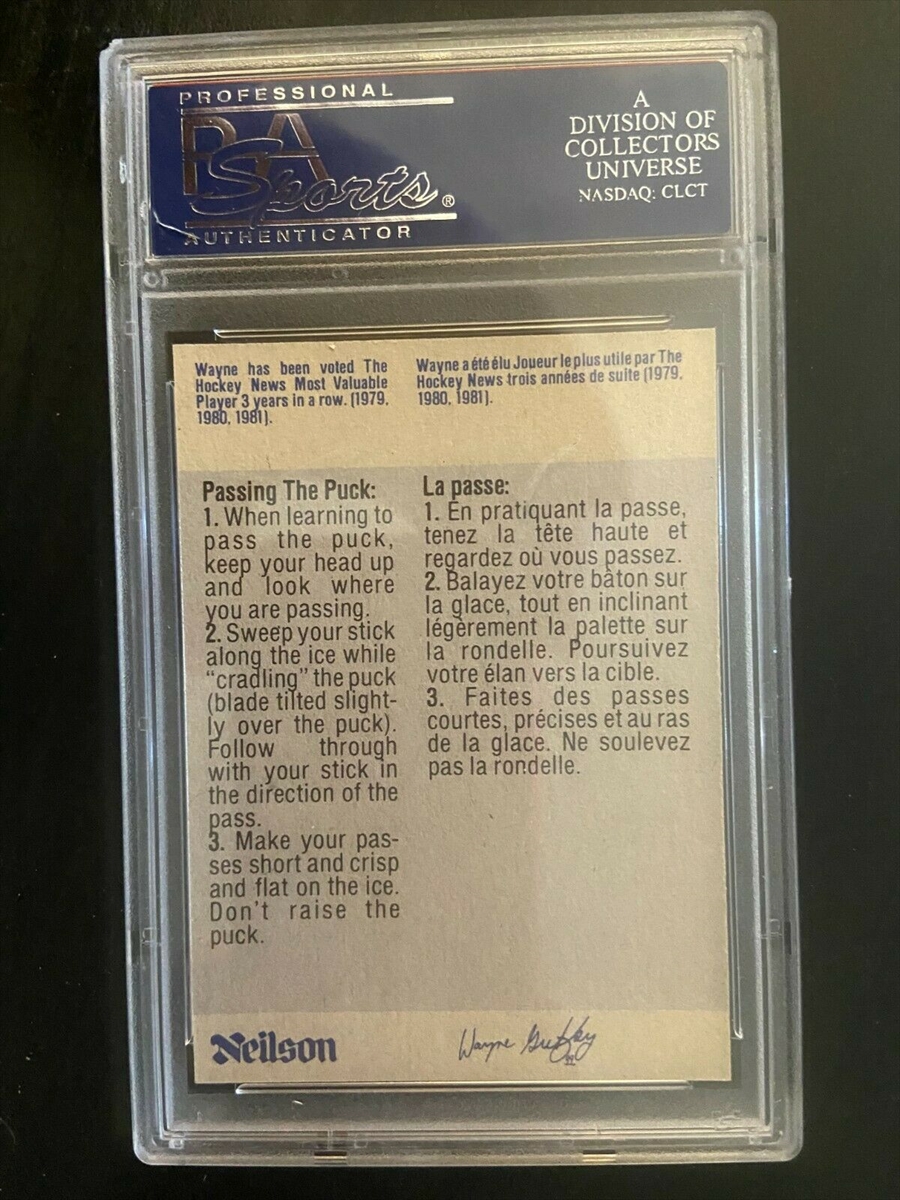 PROFESSIONAL
PSA
Sports®
AUTHENTICATOR
A
DIVISION OF
COLLECTORS
UNIVERSE
NASDAQ: CLCT
Wayne has been voted The
Hockey News Most Valuable
Player 3 years in a row. (1979,
1980, 1981).
Wayne a été élu Joueur le plus utile par The
Hockey News trois années de suite (1979,
1980, 1981).
Passing The Puck:
1. When learning to
pass the puck,
keep your head up
and look where
you are passing.
2. Sweep your stick
along the ice while
“cradling” the puck
(blade tilted slight-
ly over the puck).
Follow through
with your stick in
the direction of the
pass.
3. Make your pas-
ses short and crisp
and flat on the ice.
Don't raise the
puck.
La passe:
1. En pratiquant la passe,
tenez la tête haute et
regardez où vous passez.
2. Balayez votre bâton sur
la glace, tout en inclinant
légèrement la palette sur
la rondelle. Poursuivez
votre élan vers la cible.
3. Faites des passes
courtes, précises et au ras
de la glace. Ne soulevez
pas la rondelle.
Neilson
Wayne Gretzky
99